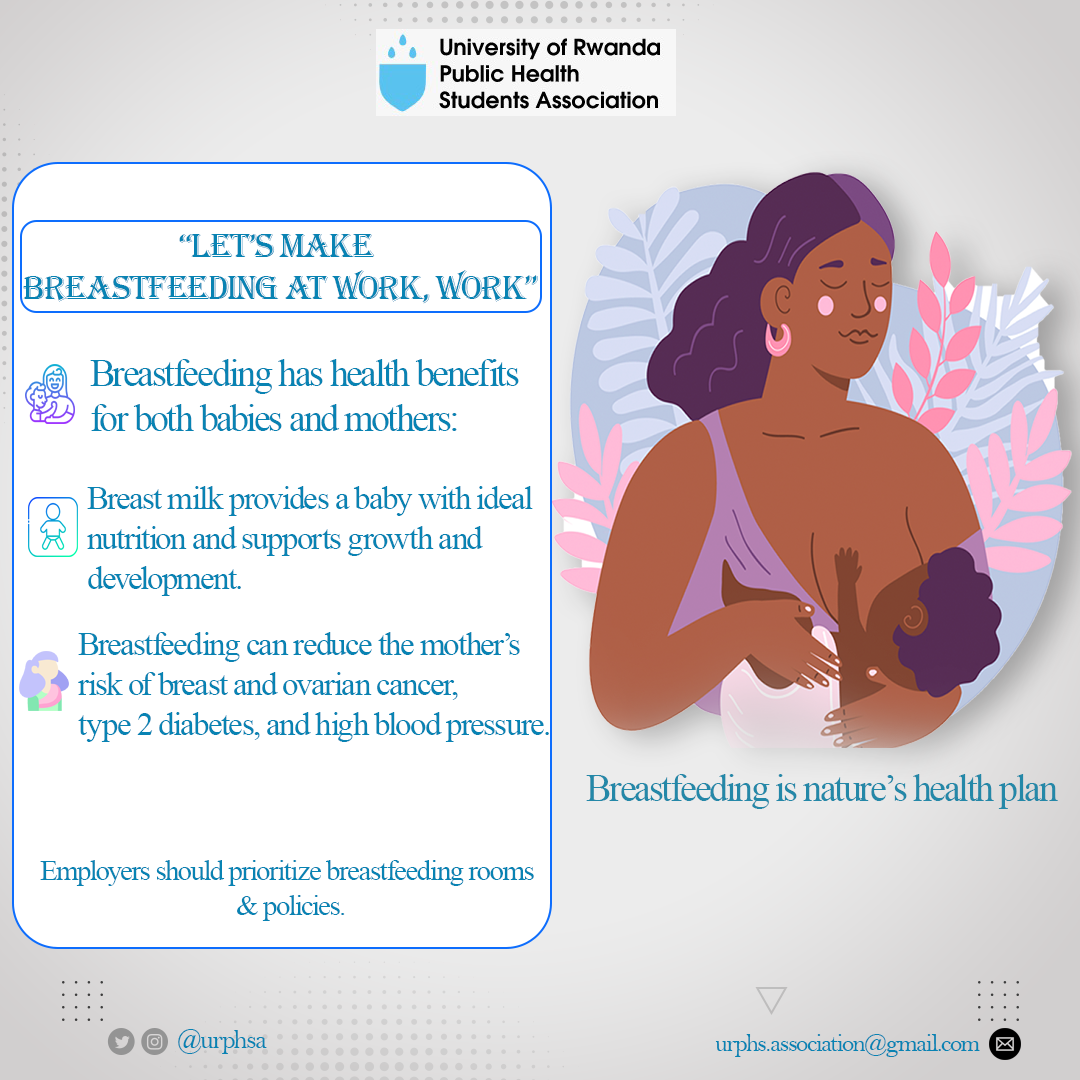 University of Rwanda
Public Health
Students Association
“LET’S MAKE
BREASTFEEDING AT WORK, WORK”
Breastfeeding has health benefits
for both babies and mothers:
Breast milk provides a baby with ideal
nutrition and supports growth and
development.
Breastfeeding can reduce the mother’s
risk of breast and ovarian cancer,
type 2 diabetes, and high blood pressure.
Employers should prioritize breastfeeding rooms
& policies.
Breastfeeding is nature’s health plan
@urphsa
urphs.association@gmail.com